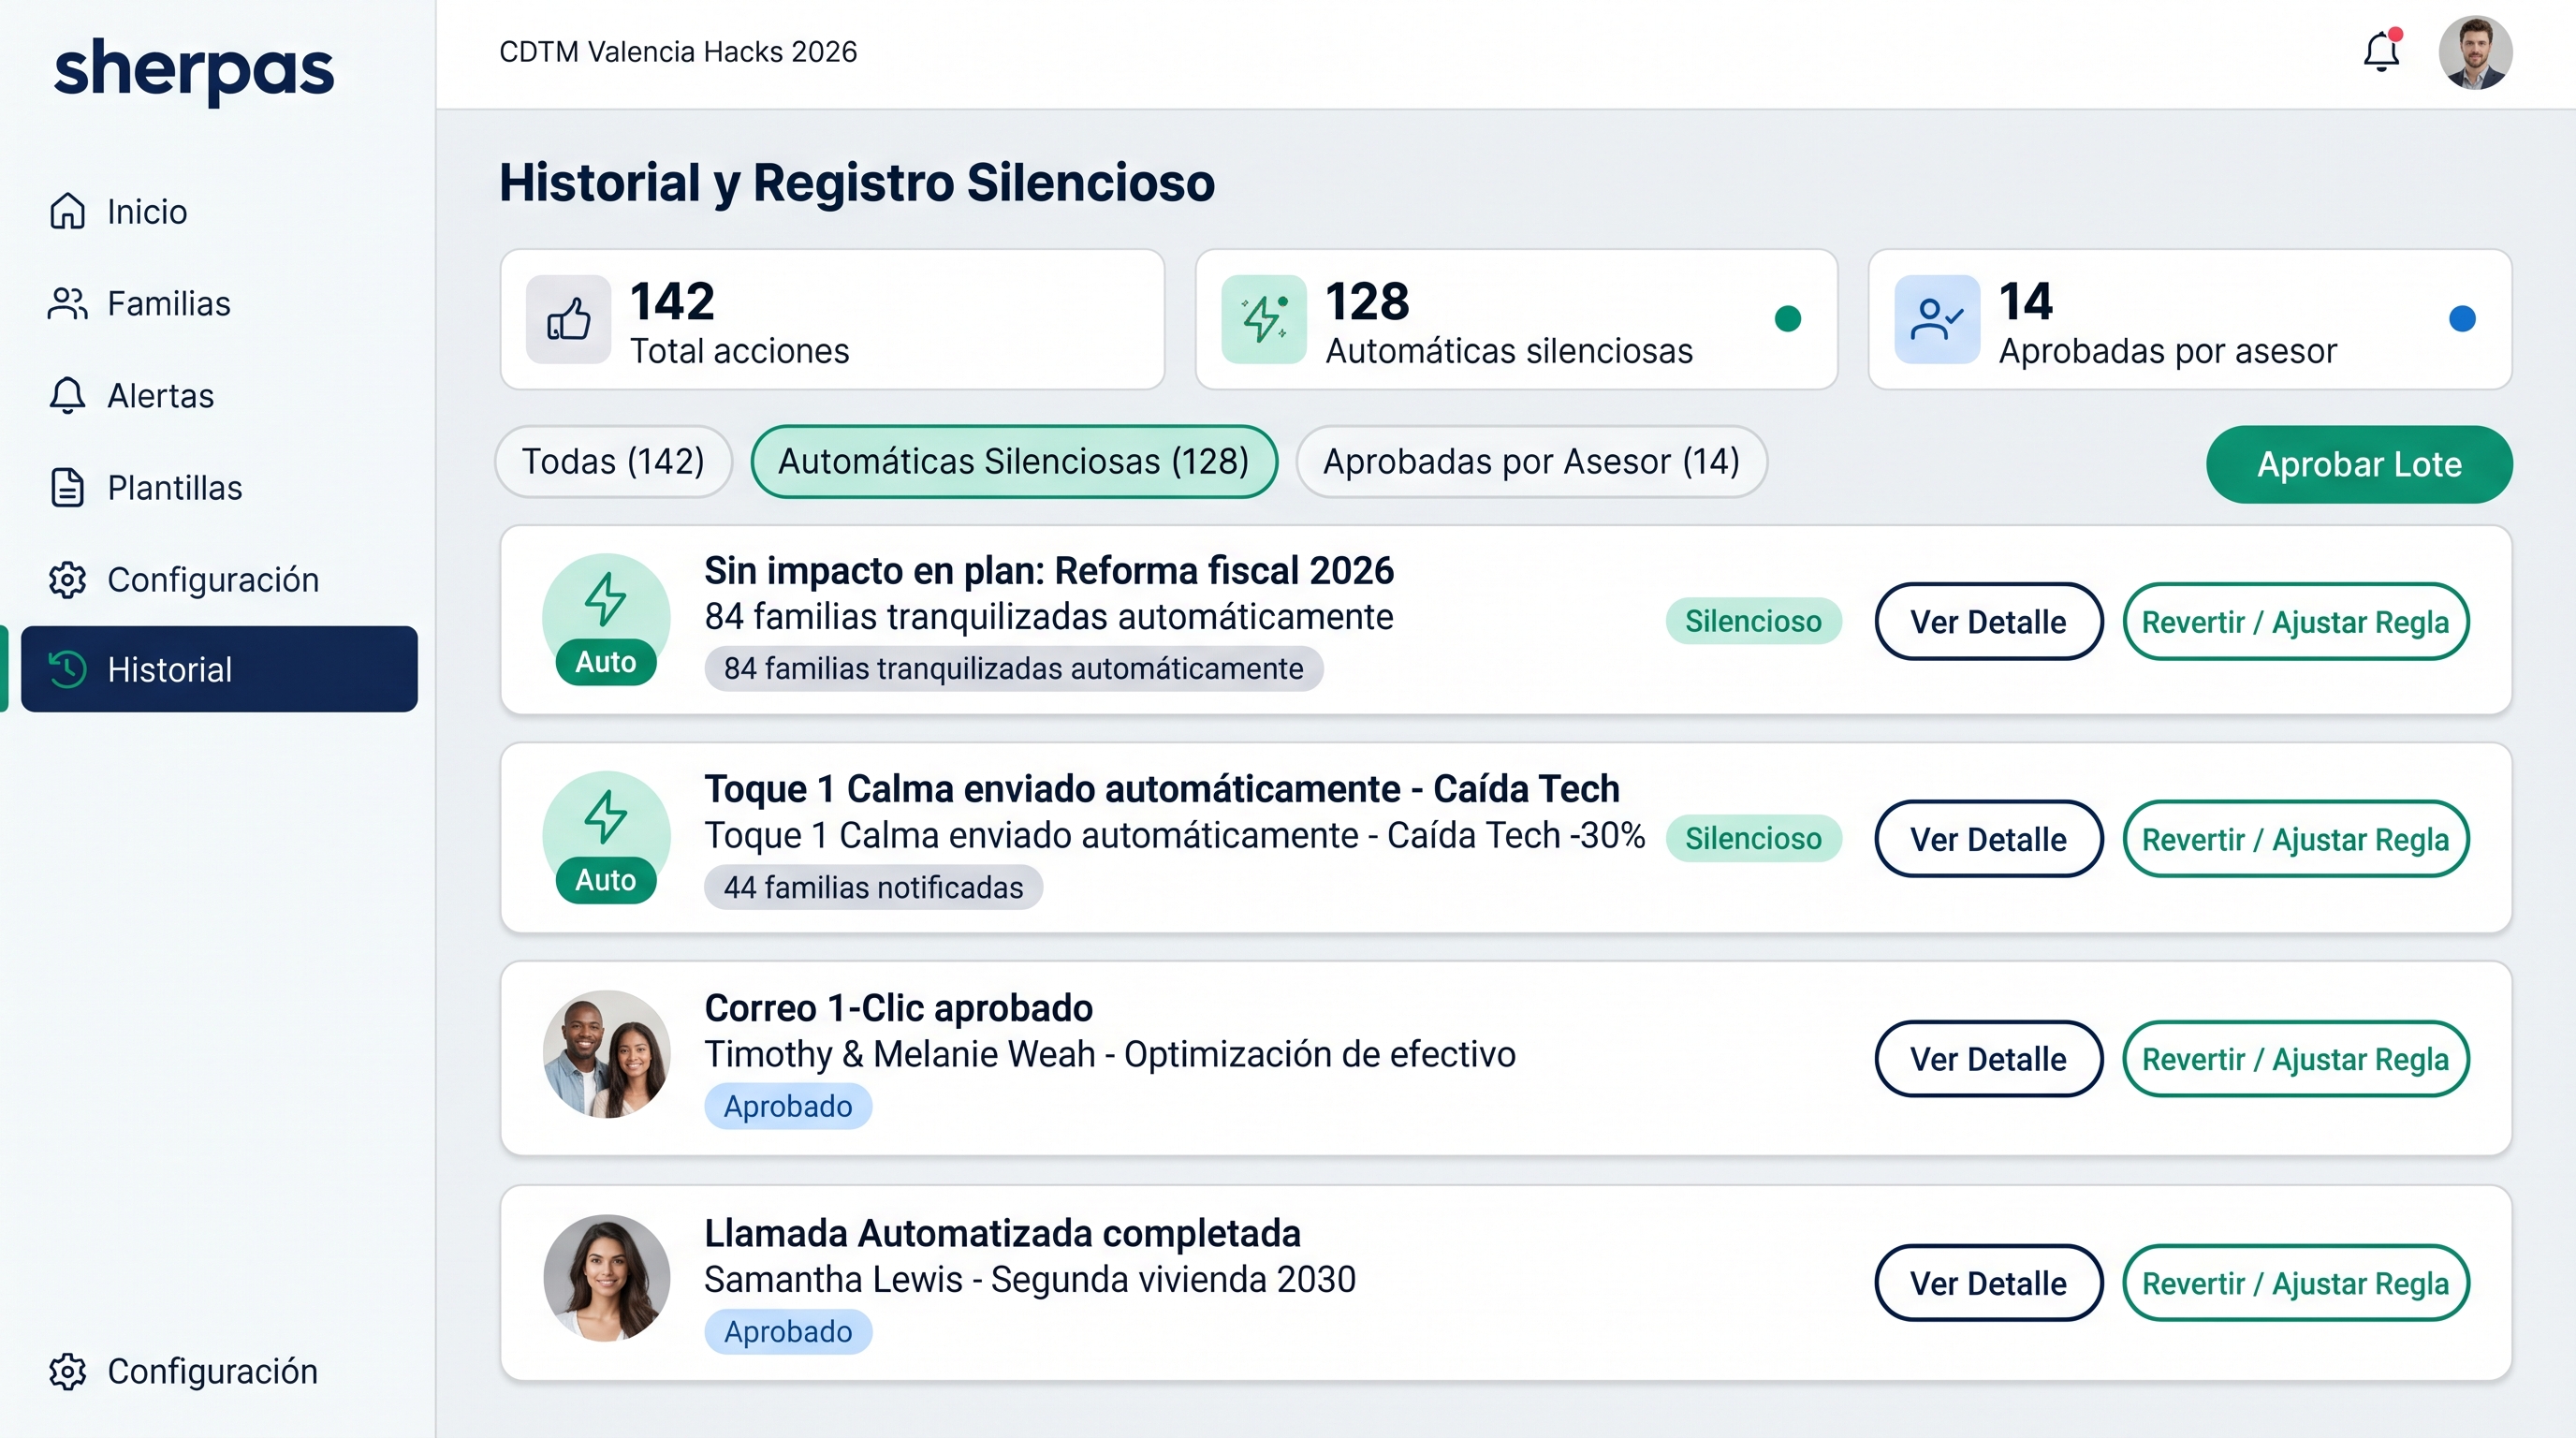 sherpas
CDTM Valencia Hacks 2026
Inicio
Familias
Alertas
Plantillas
Configuración
Historial
Configuración
Historial y Registro Silencioso
142
Total acciones
128
Automáticas silenciosas
14
Aprobadas por asesor
Todas (142)
Automáticas Silenciosas (128)
Aprobadas por Asesor (14)
Aprobar Lote
Auto
Sin impacto en plan: Reforma fiscal 2026
84 familias tranquilizadas automáticamente
84 familias tranquilizadas automáticamente
Silencioso
Ver Detalle
Revertir / Ajustar Regla
Auto
Toque 1 Calma enviado automáticamente - Caída Tech
Toque 1 Calma enviado automáticamente - Caída Tech -30%
44 familias notificadas
Silencioso
Ver Detalle
Revertir / Ajustar Regla
Correo 1-Clic aprobado
Timothy & Melanie Weah - Optimización de efectivo
Aprobado
Ver Detalle
Revertir / Ajustar Regla
Llamada Automatizada completada
Samantha Lewis - Segunda vivienda 2030
Aprobado
Ver Detalle
Revertir / Ajustar Regla